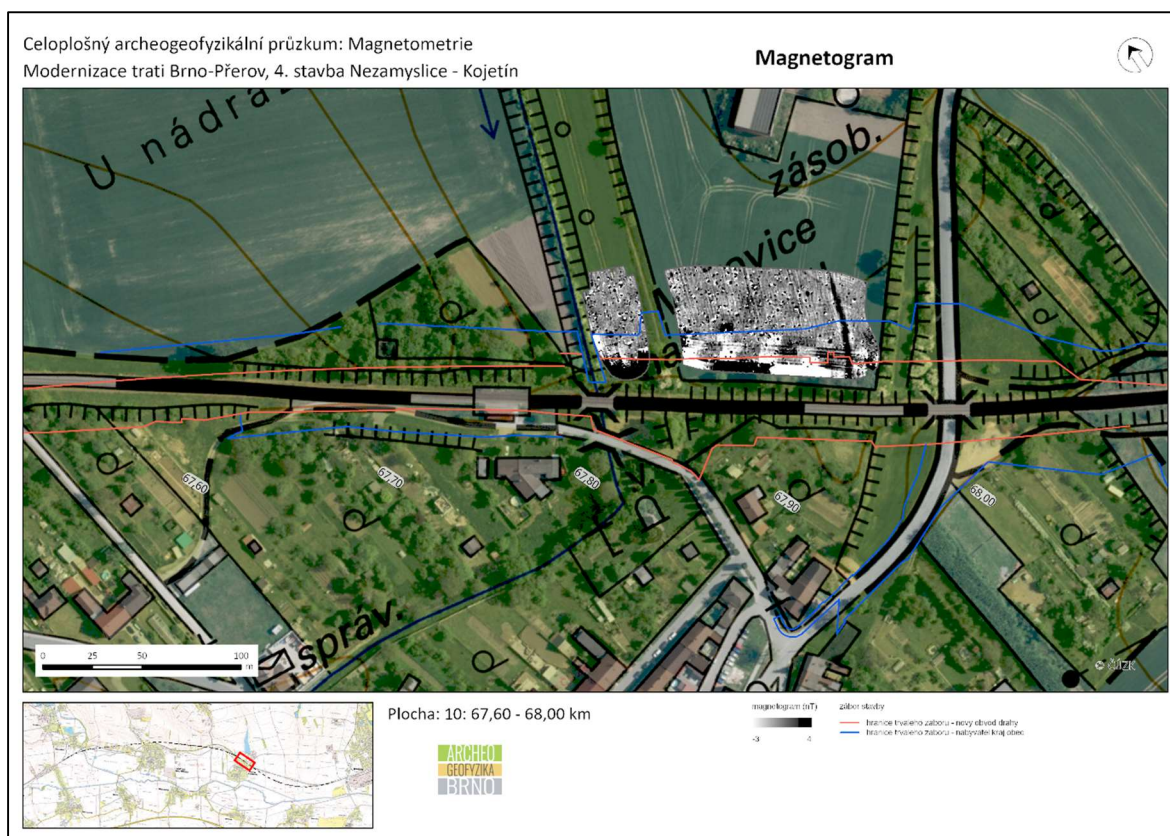 Celoplošný archeogeofyzikální průzkum: Magnetometrie
Modernizace trati Brno-Přerov, 4. stavba Nezamyslice - Kojetín
Magnetogram
U nádraž
zásob.
ovice
67,60
67,70
67,80
67,90
68,00
správ.
0 25 50 100
m
© ČÚZK
Plocha: 10: 67,60 - 68,00 km
magnetogram (nT)
-3 4
zábor stavby
hranice trvalého záboru - nový obvod dráhy
hranice trvalého záboru - nabyvatel kraj obec
ARCHEO
GEOFYZIKA
BRNO